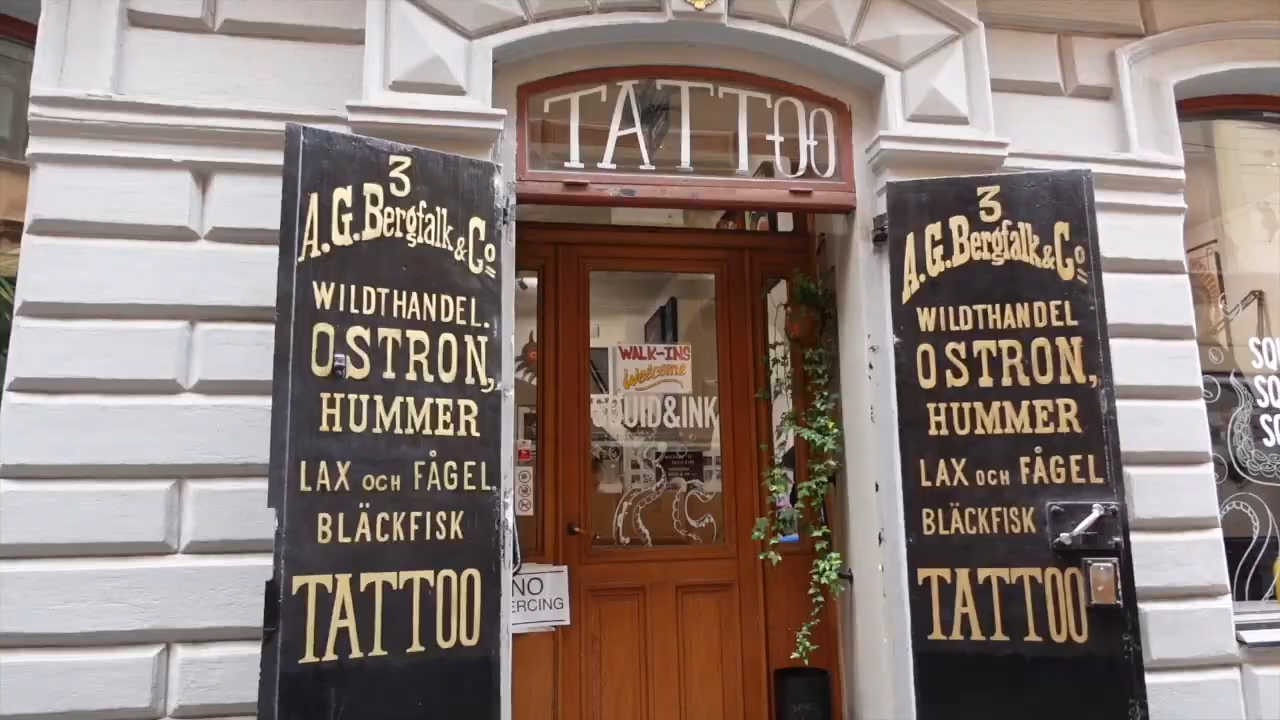 TATTOO
3
A.G.Bergfalk & Co
WILDTHANDEL.
OSTRON,
HUMMER
LAX OCH FÅGEL.
BLÄCKFISK
TATTOO
WALK-INS
Welcome
SQUID&INK
NO
PIERCING
3
A.G.Bergfalk & Co
WILDTHANDEL
OSTRON,
HUMMER
LAX OCH FÅGEL
BLÄCKFISK
TATTOO